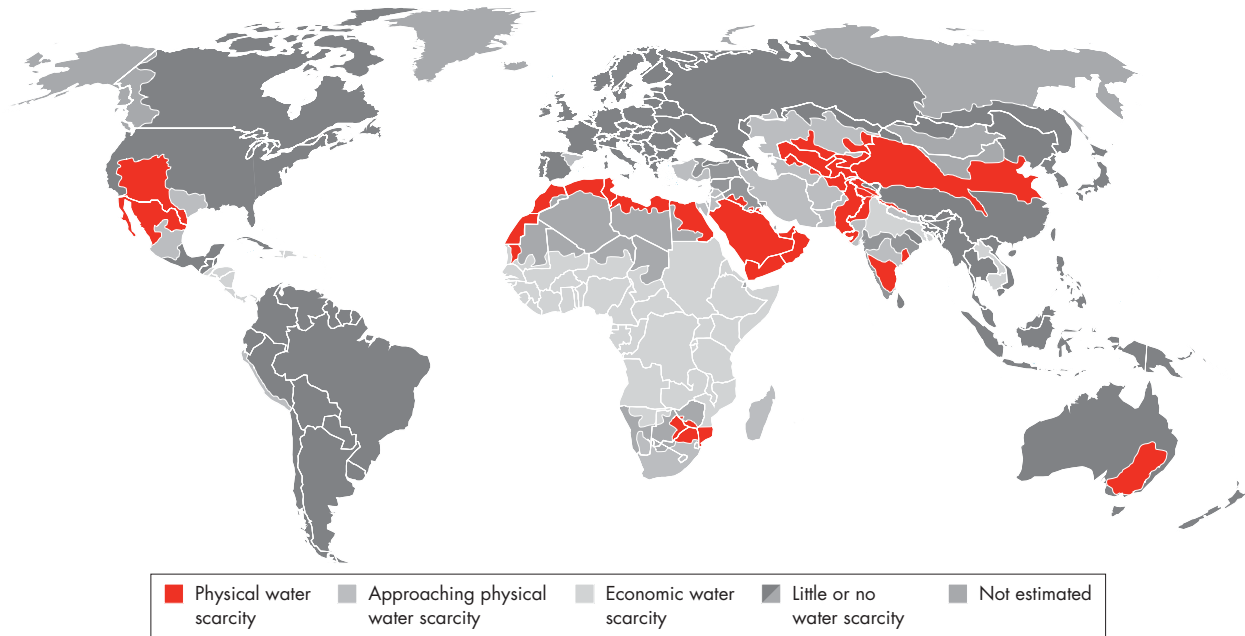 Physical water
scarcity
Approaching physical
water scarcity
Economic water
scarcity
Little or no
water scarcity
Not estimated